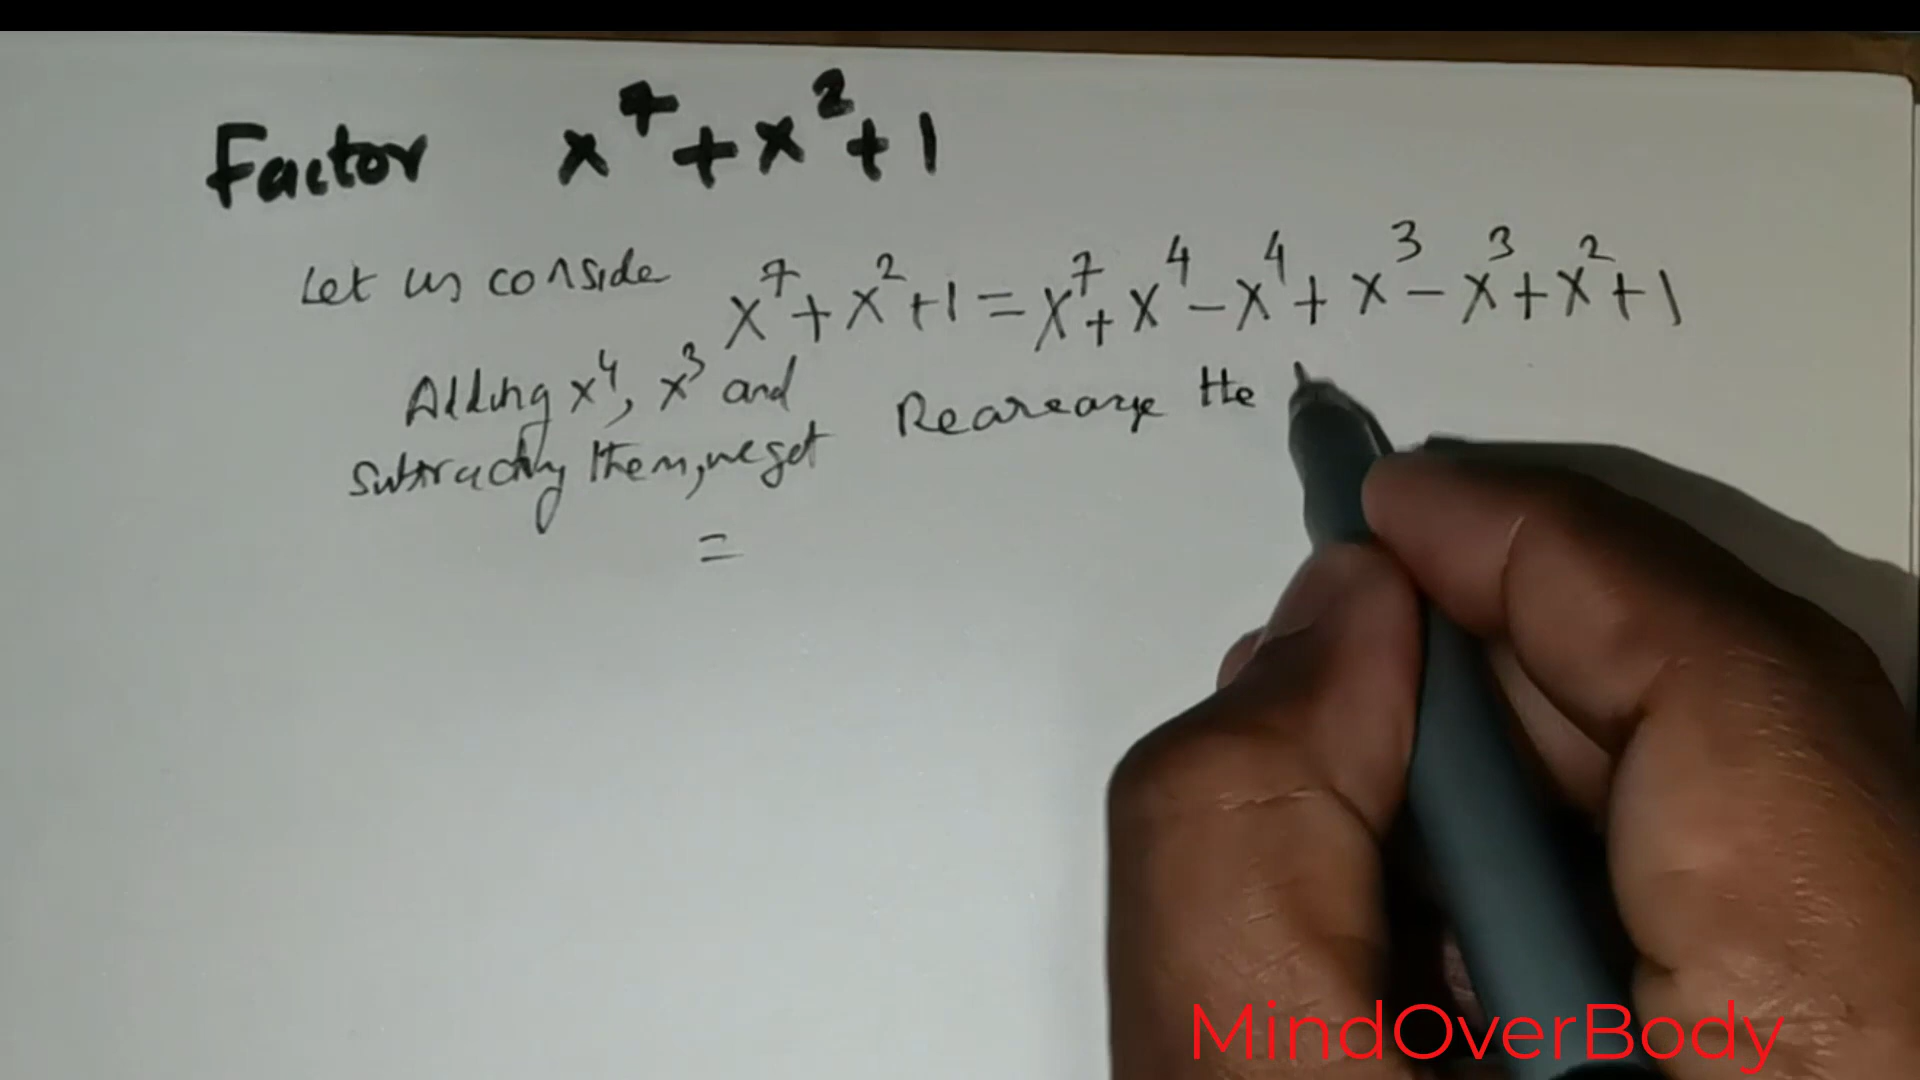 Factor x⁷+x²+1
Let us conside x⁷+x²+1=x⁷+x⁴-x⁴+x³-x³+x²+1
Adding x⁴, x³ and Rearearge the
subtracting them, we get
=
MindOverBody